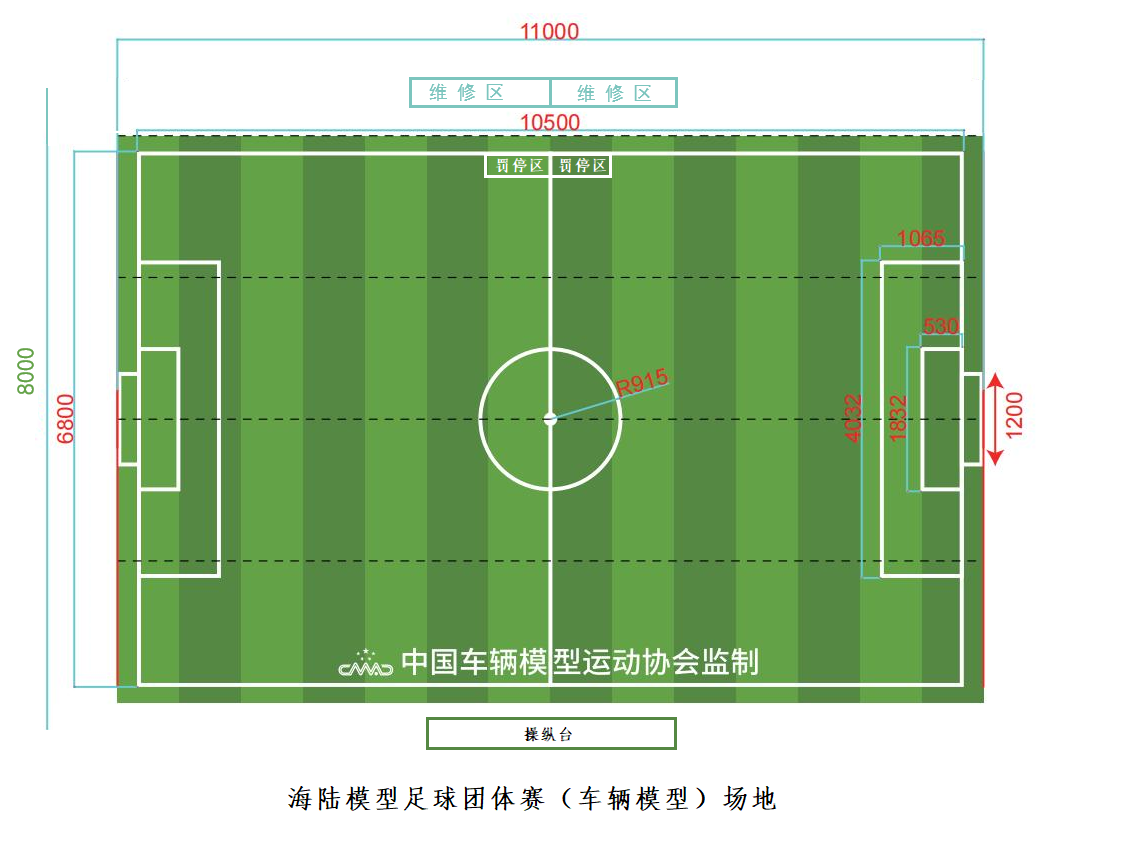 11000
维修区 维修区
10500
罚停区 罚停区
1065
530
8000
6800
R915
4032
1832
1200
CMA
中国车辆模型运动协会监制
操纵台
海陆模型足球团体赛（车辆模型）场地